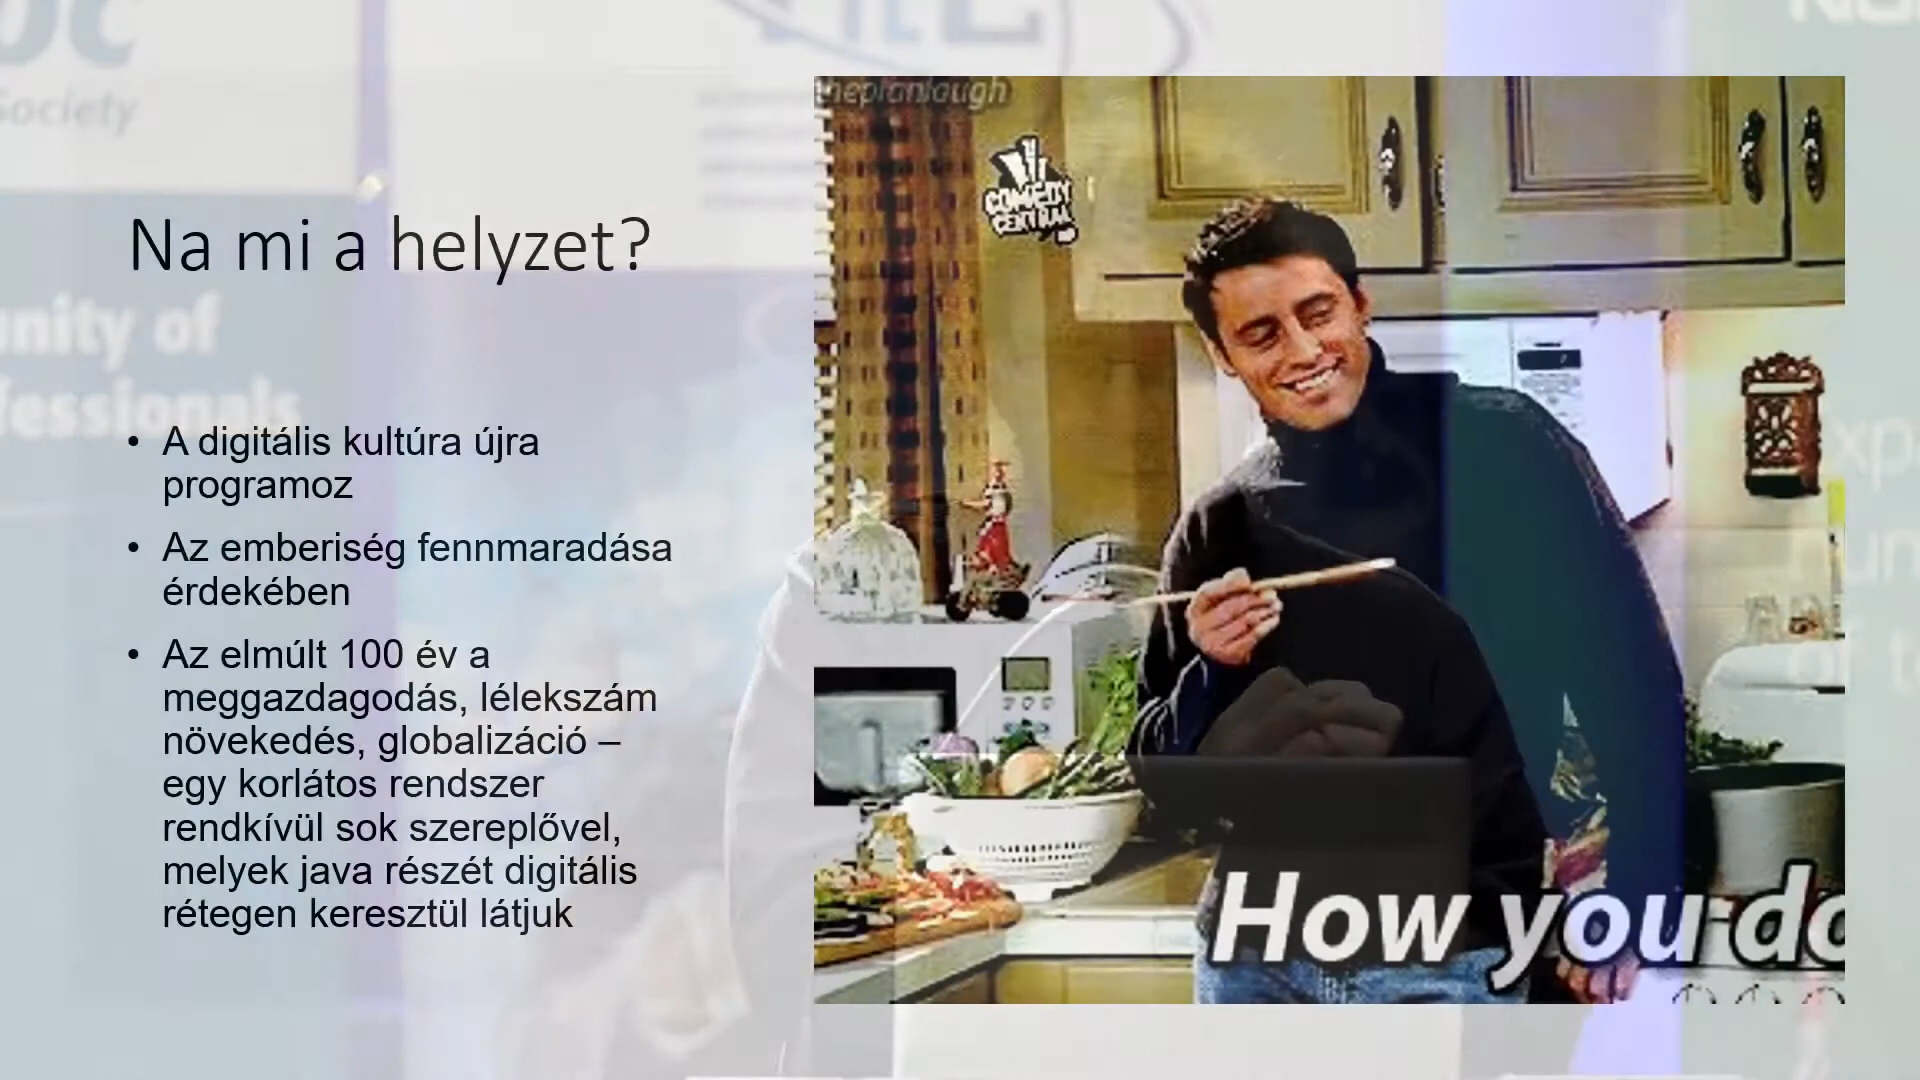 Society
theplanlaugh
COMEDY
CENTRAL
Na mi a helyzet?
unity of
fessionals
• A digitális kultúra újra
programoz
• Az emberiség fennmaradása
érdekében
• Az elmúlt 100 év a
meggazdagodás, lélekszám
növekedés, globalizáció –
egy korlátos rendszer
rendkívül sok szereplővel,
melyek java részét digitális
rétegen keresztül látjuk
How you do